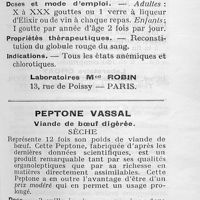 Doses et mode d'emploi. — Adultes :
X à XXX gouttes ou 1 verre à liqueur
d'Elixir ou de vin à chaque repas. Enfants :
1 goutte par année d'âge 2 fois par jour.
Propriétés thérapeutiques. — Reconsti-
tution du globule rouge du sang.
Indications. — Tous les états anémiques et
chlorotiques.
Laboratoires Mce ROBIN
13, rue de Poissy — PARIS.
PEPTONE VASSAL
Viande de bœuf digérée.
SÈCHE
Représente 12 fois son poids de viande de
bœuf. Cette Peptone, fabriquée d'après les
dernières données scientifiques, est un
produit remarquable tant par ses qualités
organoleptiques que par sa richesse en
matières directement assimilables. Cette
Peptone a en outre l'avantage d'être d'un
prix modéré qui en permet un usage pro-
longé.